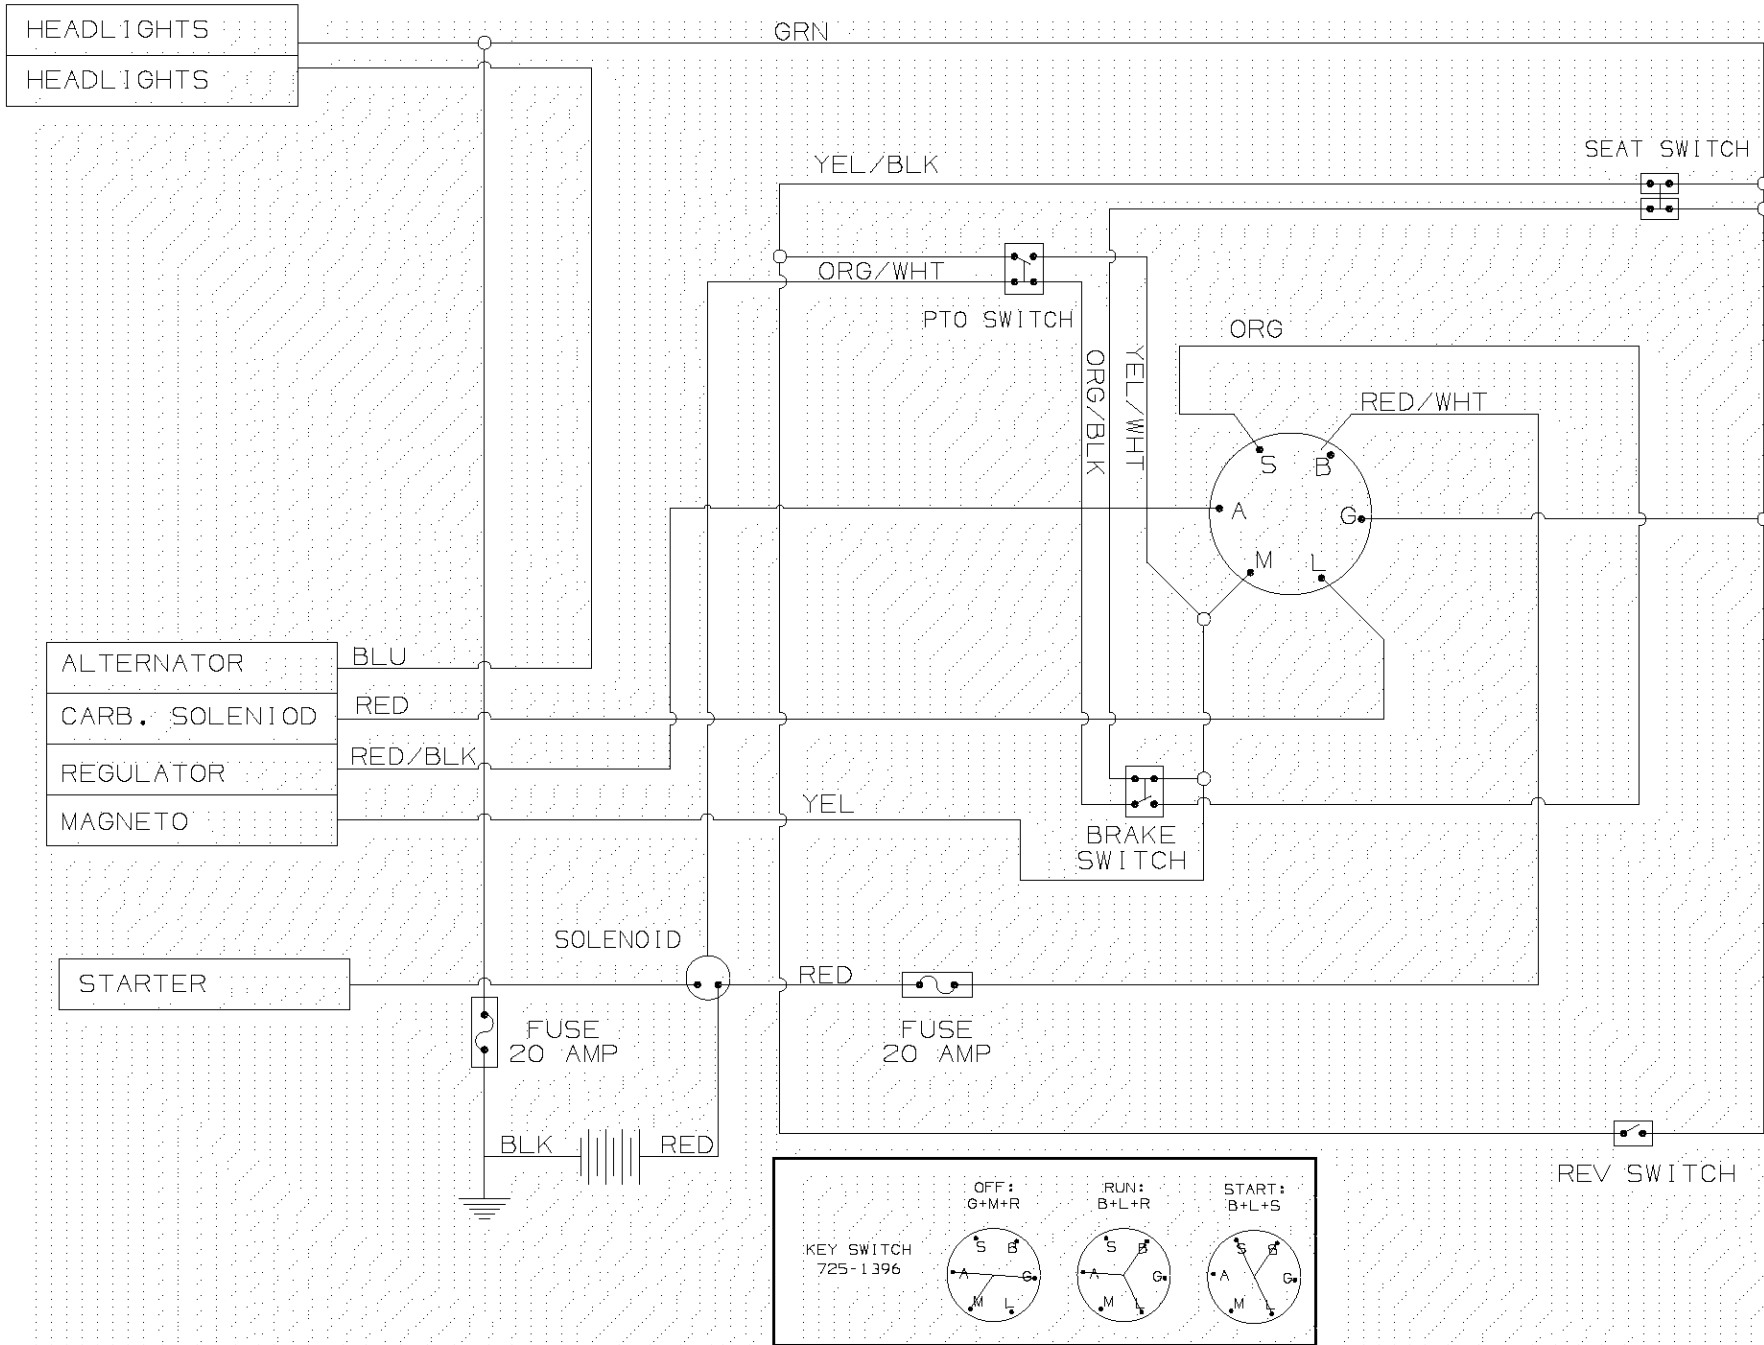 HEADLIGHTS
GRN
HEADLIGHTS
SEAT SWITCH
YEL/BLK
ORG/WHT
PTO SWITCH
ORG
ORG/BLK
YEL/WHT
RED/WHT
S
B
A
G
M
L
ALTERNATOR
BLU
CARB. SOLENIOD
RED
REGULATOR
RED/BLK
MAGNETO
YEL
BRAKE
SWITCH
SOLENOID
STARTER
RED
FUSE
20 AMP
FUSE
20 AMP
BLK
RED
REV SWITCH
OFF:
G+M+R
RUN:
B+L+R
START:
B+L+S
KEY SWITCH
725-1396
S B
A G
M L
S B
A G
M L
S B
A G
M L